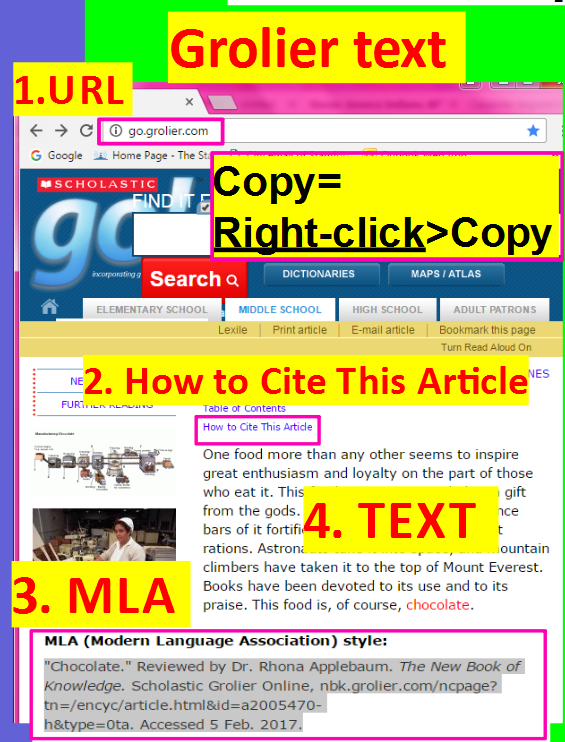 Grolier text
1.URL
go.grolier.com
Google
Home Page - The Sta
Copy=
Right-click>Copy
SCHOLASTIC
FIND IT F
go!
incorporating g
Search
DICTIONARIES
MAPS / ATLAS
ELEMENTARY SCHOOL
MIDDLE SCHOOL
HIGH SCHOOL
ADULT PATRONS
Lexile
Print article
E-mail article
Bookmark this page
Turn Read Aloud On
2. How to Cite This Article
NE
NES
FURTHER READING
Table of Contents
How to Cite This Article
Manufacturing Chocolate
One food more than any other seems to inspire
great enthusiasm and loyalty on the part of those
who eat it. This gift
from the gods. nce
bars of it fortifi t
rations. Astrona mountain
climbers have taken it to the top of Mount Everest.
Books have been devoted to its use and to its
praise. This food is, of course, chocolate.
4. TEXT
3. MLA
MLA (Modern Language Association) style:
"Chocolate." Reviewed by Dr. Rhona Applebaum. The New Book of
Knowledge. Scholastic Grolier Online, nbk.grolier.com/ncpage?
tn=/encyc/article.html&id=a2005470-
h&type=0ta. Accessed 5 Feb. 2017.